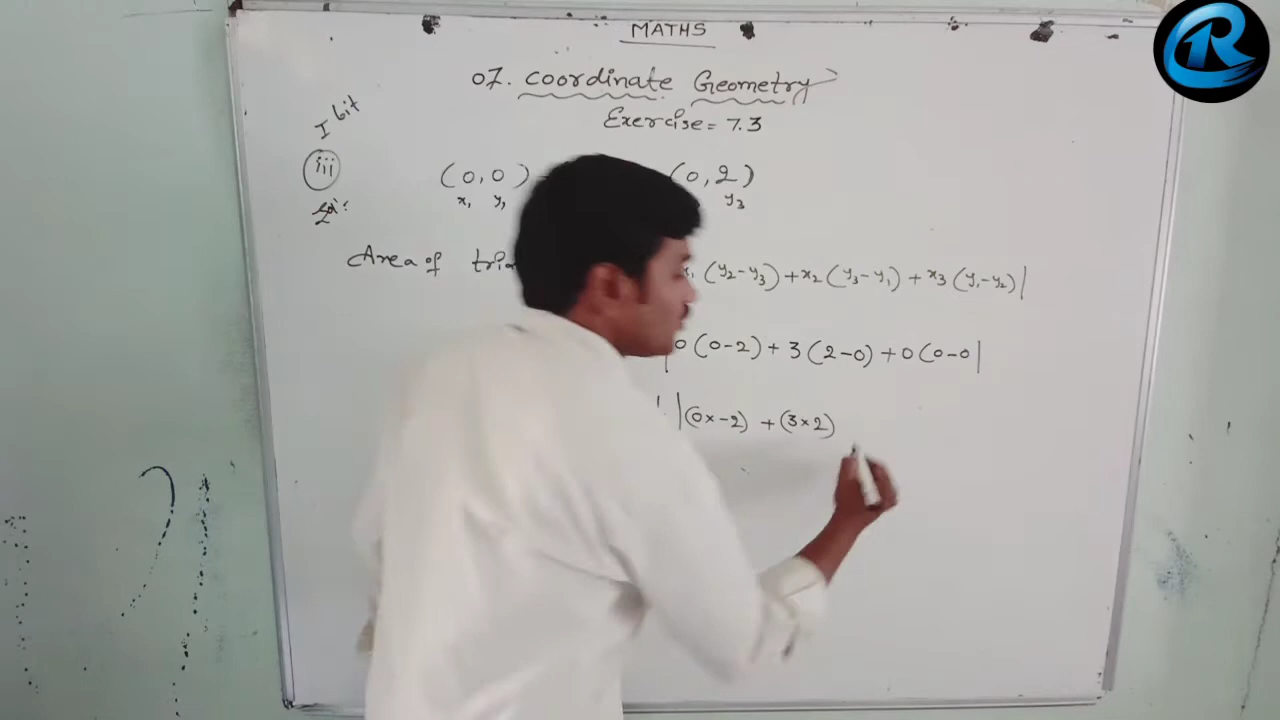 MATHS
07. Coordinate Geometry
Exercise = 7.3
I bit
iii
(0,0) (0,2)
x₁ y₁ y₃
Sol:
Area of (y₂-y₃) + x₂ (y₃-y₁) + x₃ (y₁-y₂)|
|0 (0-2) + 3 (2-0) + 0 (0-0|
|(0×-2) + (3×2)
R